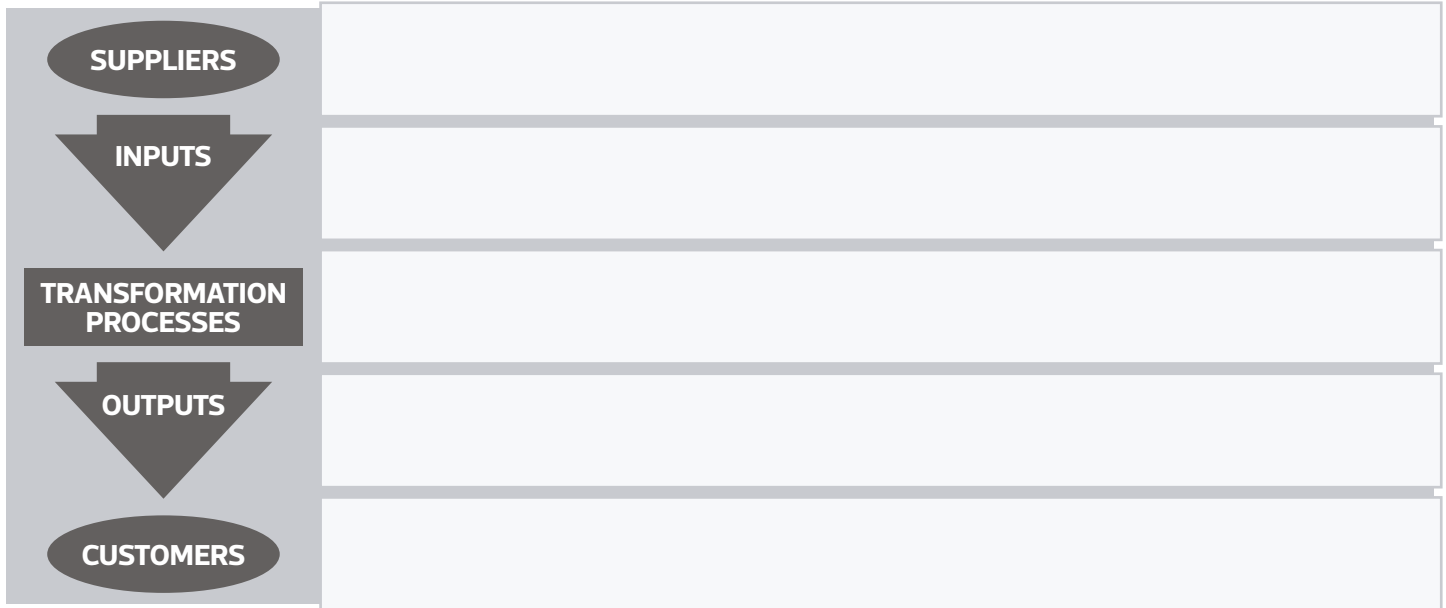 SUPPLIERS
INPUTS
TRANSFORMATION
PROCESSES
OUTPUTS
CUSTOMERS